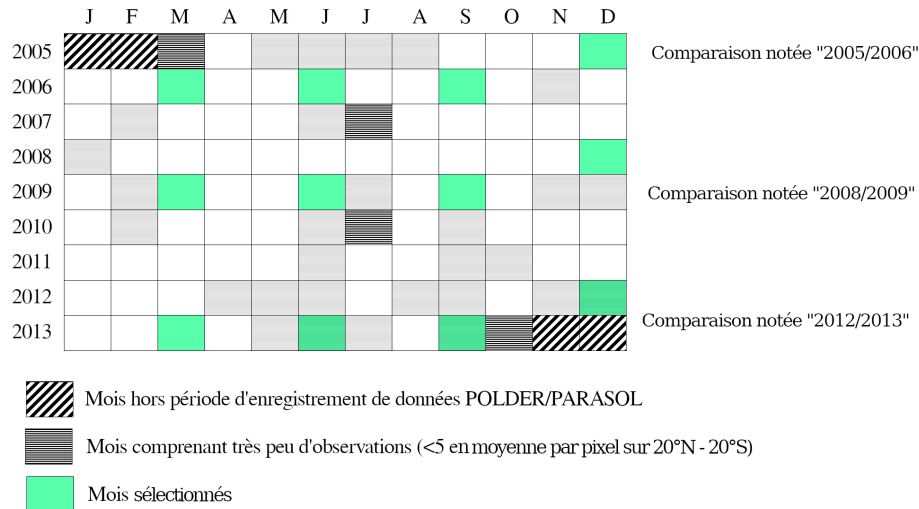 J F M A M J J A S O N D
2005 Comparaison notée "2005/2006"
2006
2007
2008
2009 Comparaison notée "2008/2009"
2010
2011
2012
2013 Comparaison notée "2012/2013"
Mois hors période d'enregistrement de données POLDER/PARASOL
Mois comprenant très peu d'observations (<5 en moyenne par pixel sur 20°N - 20°S)
Mois sélectionnés